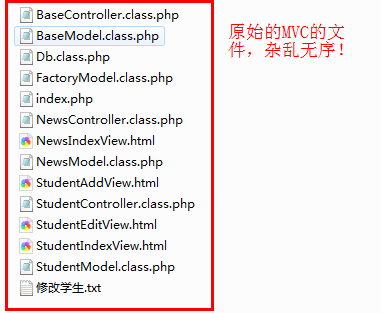 BaseController.class.php
BaseModel.class.php
Db.class.php
FactoryModel.class.php
index.php
NewsController.class.php
NewsIndexView.html
NewsModel.class.php
StudentAddView.html
StudentController.class.php
StudentEditView.html
StudentIndexView.html
StudentModel.class.php
修改学生.txt
原始的MVC的文
件，杂乱无序！